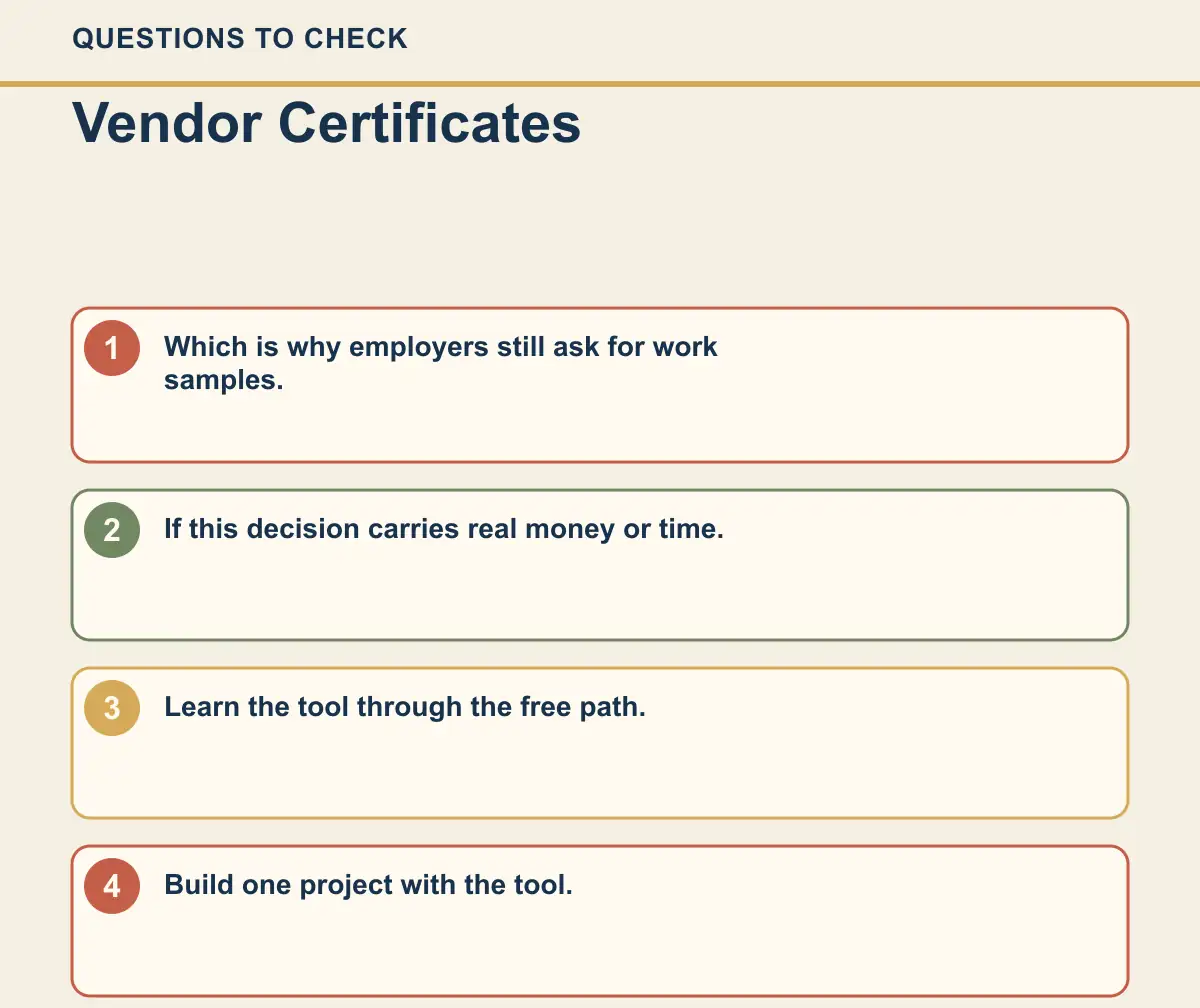 QUESTIONS TO CHECK
Vendor Certificates
1
Which is why employers still ask for work
samples.
2
If this decision carries real money or time.
3
Learn the tool through the free path.
4
Build one project with the tool.